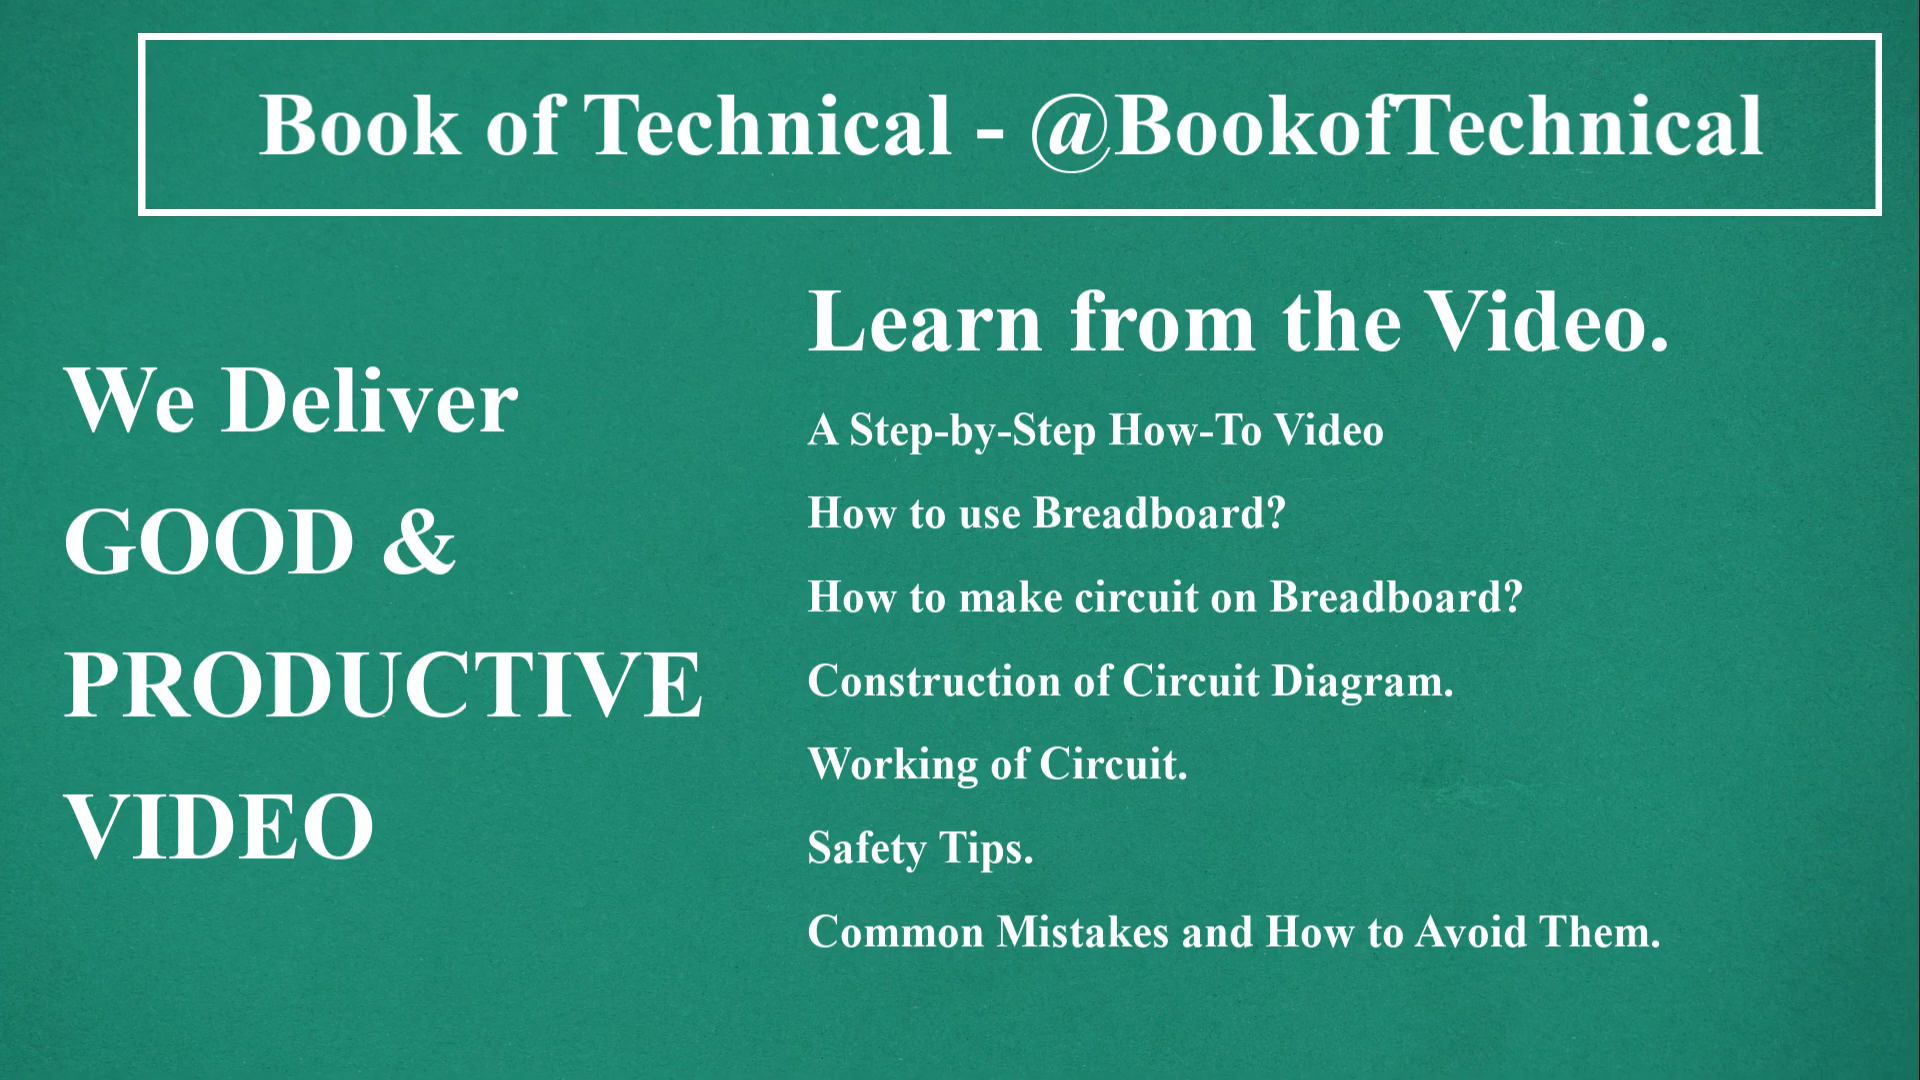 Book of Technical - @BookofTechnical
We Deliver
GOOD &
PRODUCTIVE
VIDEO
Learn from the Video.
A Step-by-Step How-To Video
How to use Breadboard?
How to make circuit on Breadboard?
Construction of Circuit Diagram.
Working of Circuit.
Safety Tips.
Common Mistakes and How to Avoid Them.